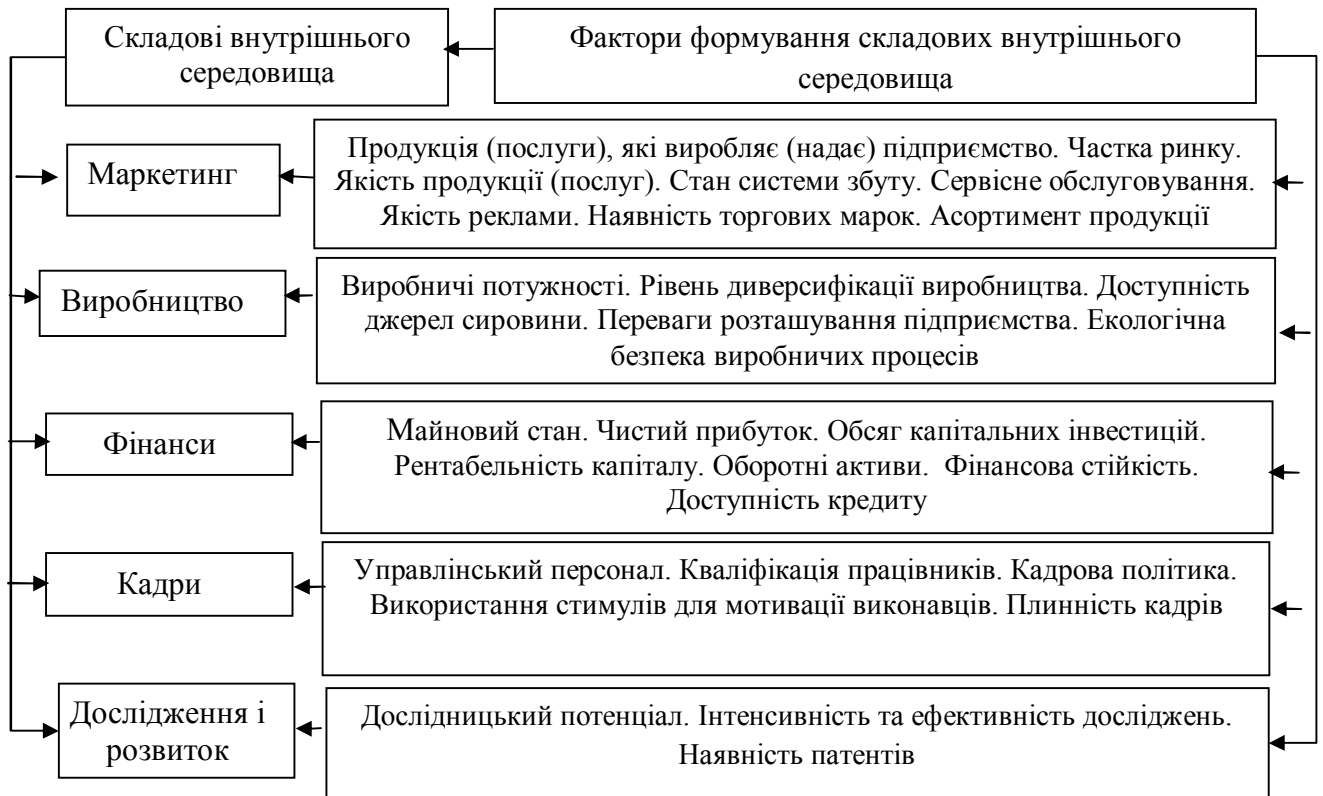 Складові внутрішнього
середовища
Фактори формування складових внутрішнього
середовища
Маркетинг
Продукція (послуги), які виробляє (надає) підприємство. Частка ринку.
Якість продукції (послуг). Стан системи збуту. Сервісне обслуговування.
Якість реклами. Наявність торгових марок. Асортимент продукції
Виробництво
Виробничі потужності. Рівень диверсифікації виробництва. Доступність
джерел сировини. Переваги розташування підприємства. Екологічна
безпека виробничих процесів
Фінанси
Майновий стан. Чистий прибуток. Обсяг капітальних інвестицій.
Рентабельність капіталу. Оборотні активи. Фінансова стійкість.
Доступність кредиту
Кадри
Управлінський персонал. Кваліфікація працівників. Кадрова політика.
Використання стимулів для мотивації виконавців. Плинність кадрів
Дослідження і
розвиток
Дослідницький потенціал. Інтенсивність та ефективність досліджень.
Наявність патентів